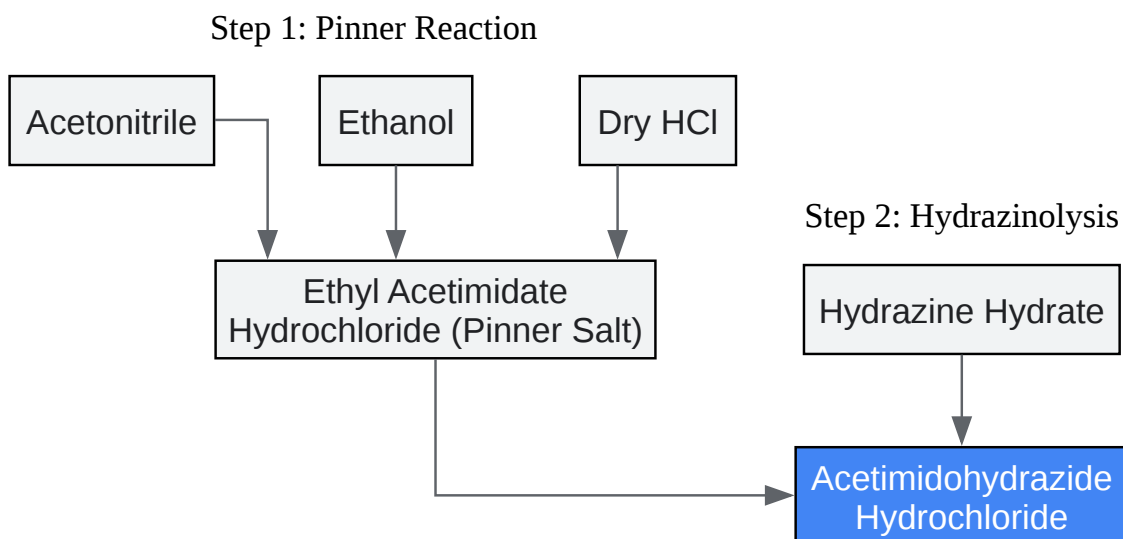 Step 1: Pinner Reaction
Acetonitrile
Ethanol
Dry HCl
Step 2: Hydrazinolysis
Ethyl Acetimidate
Hydrochloride (Pinner Salt)
Hydrazine Hydrate
Acetimidohydrazide
Hydrochloride